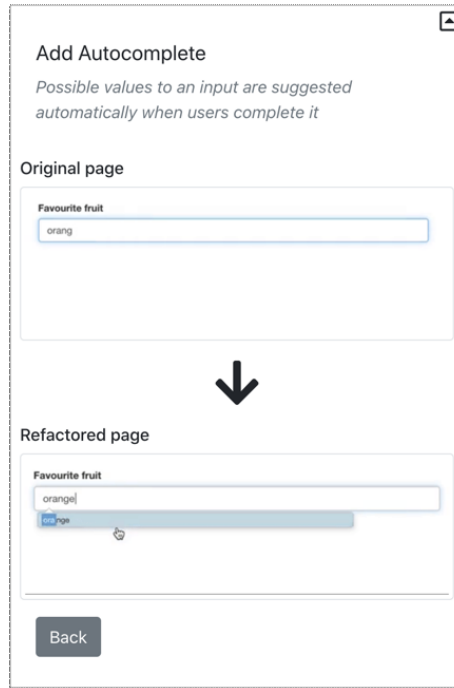 Add Autocomplete
Possible values to an input are suggested
automatically when users complete it
Original page
Favourite fruit
orang
Refactored page
Favourite fruit
orange
orange
Back